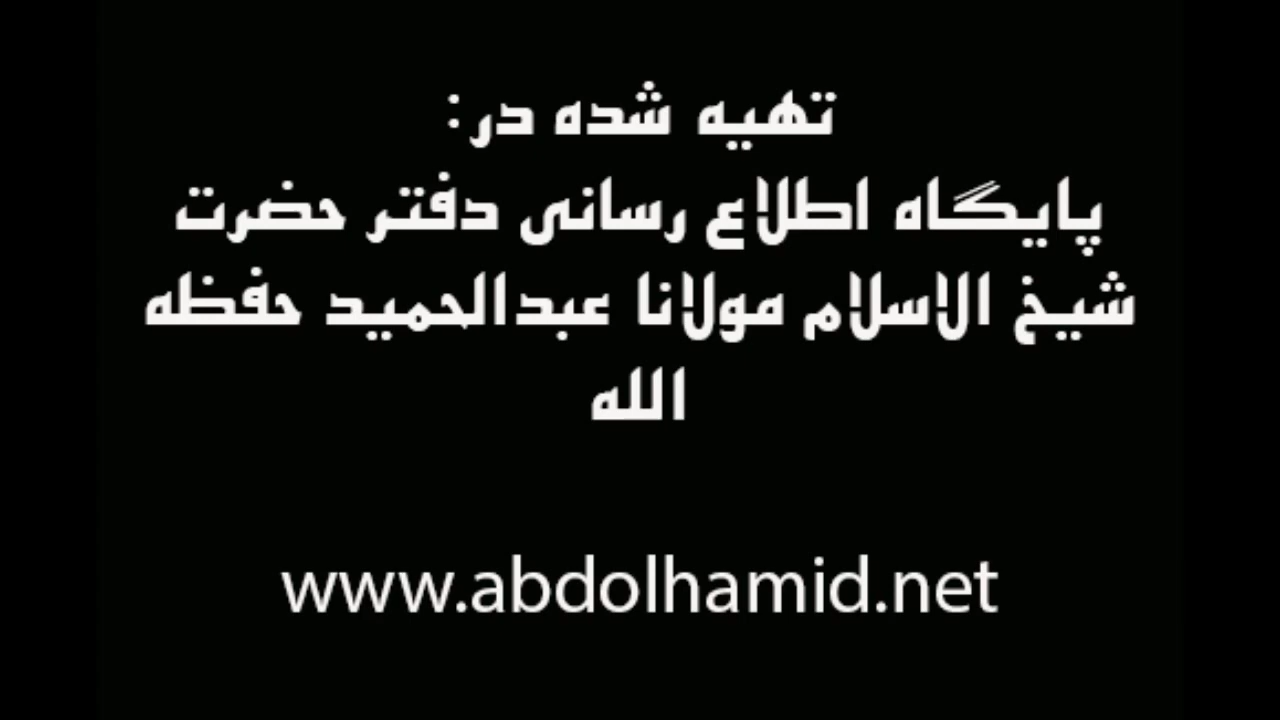 تهیه شده در:
پایگاه اطلاع رسانی دفتر حضرت
شیخ الاسلام مولانا عبدالحمید حفظه
الله
www.abdolhamid.net